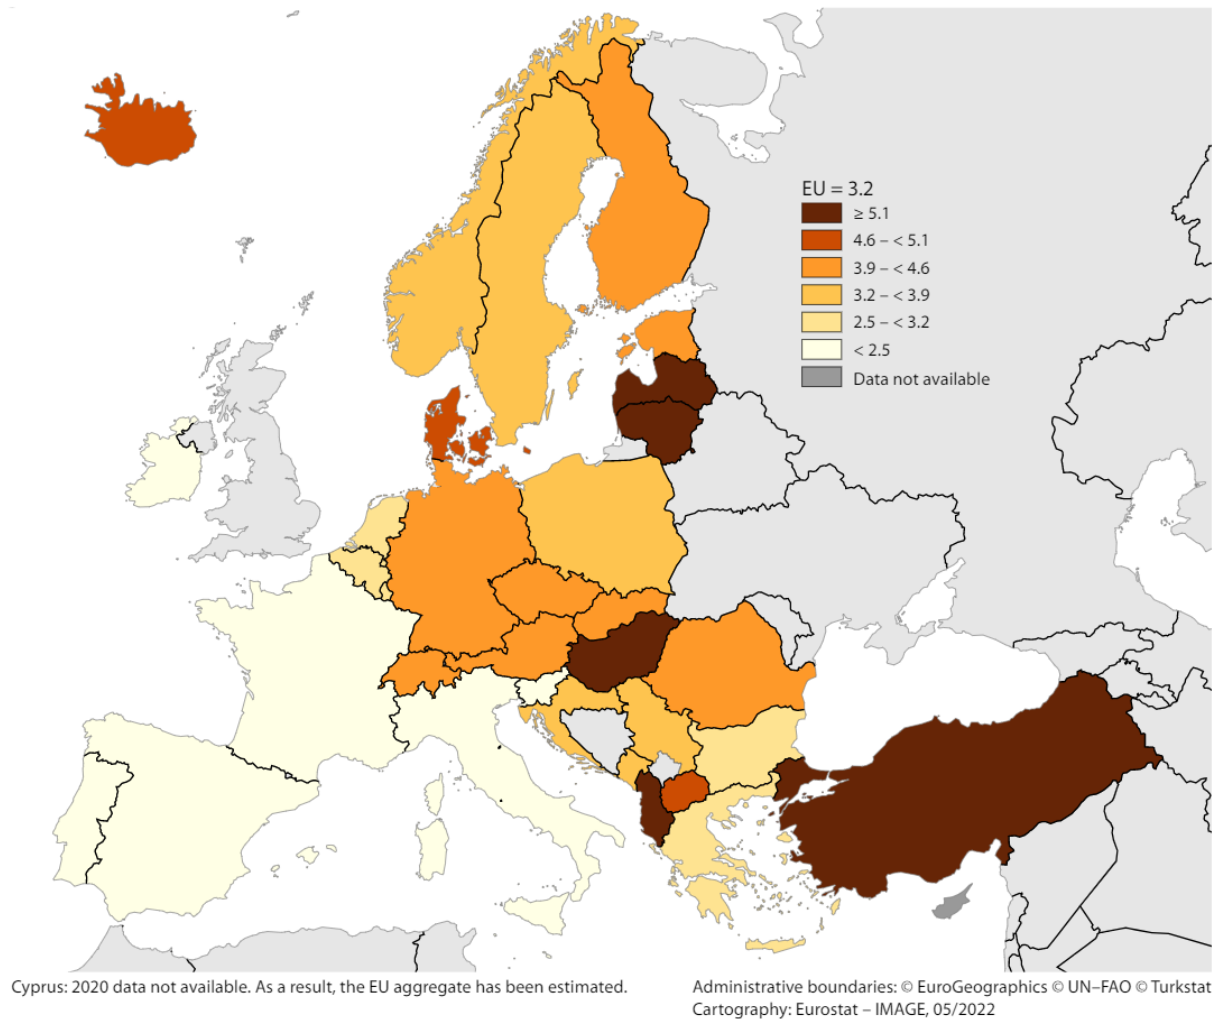 EU = 3.2
≥ 5.1
4.6 – < 5.1
3.9 – < 4.6
3.2 – < 3.9
2.5 – < 3.2
< 2.5
Data not available
Cyprus: 2020 data not available. As a result, the EU aggregate has been estimated.
Administrative boundaries: © EuroGeographics © UN–FAO © Turkstat
Cartography: Eurostat – IMAGE, 05/2022